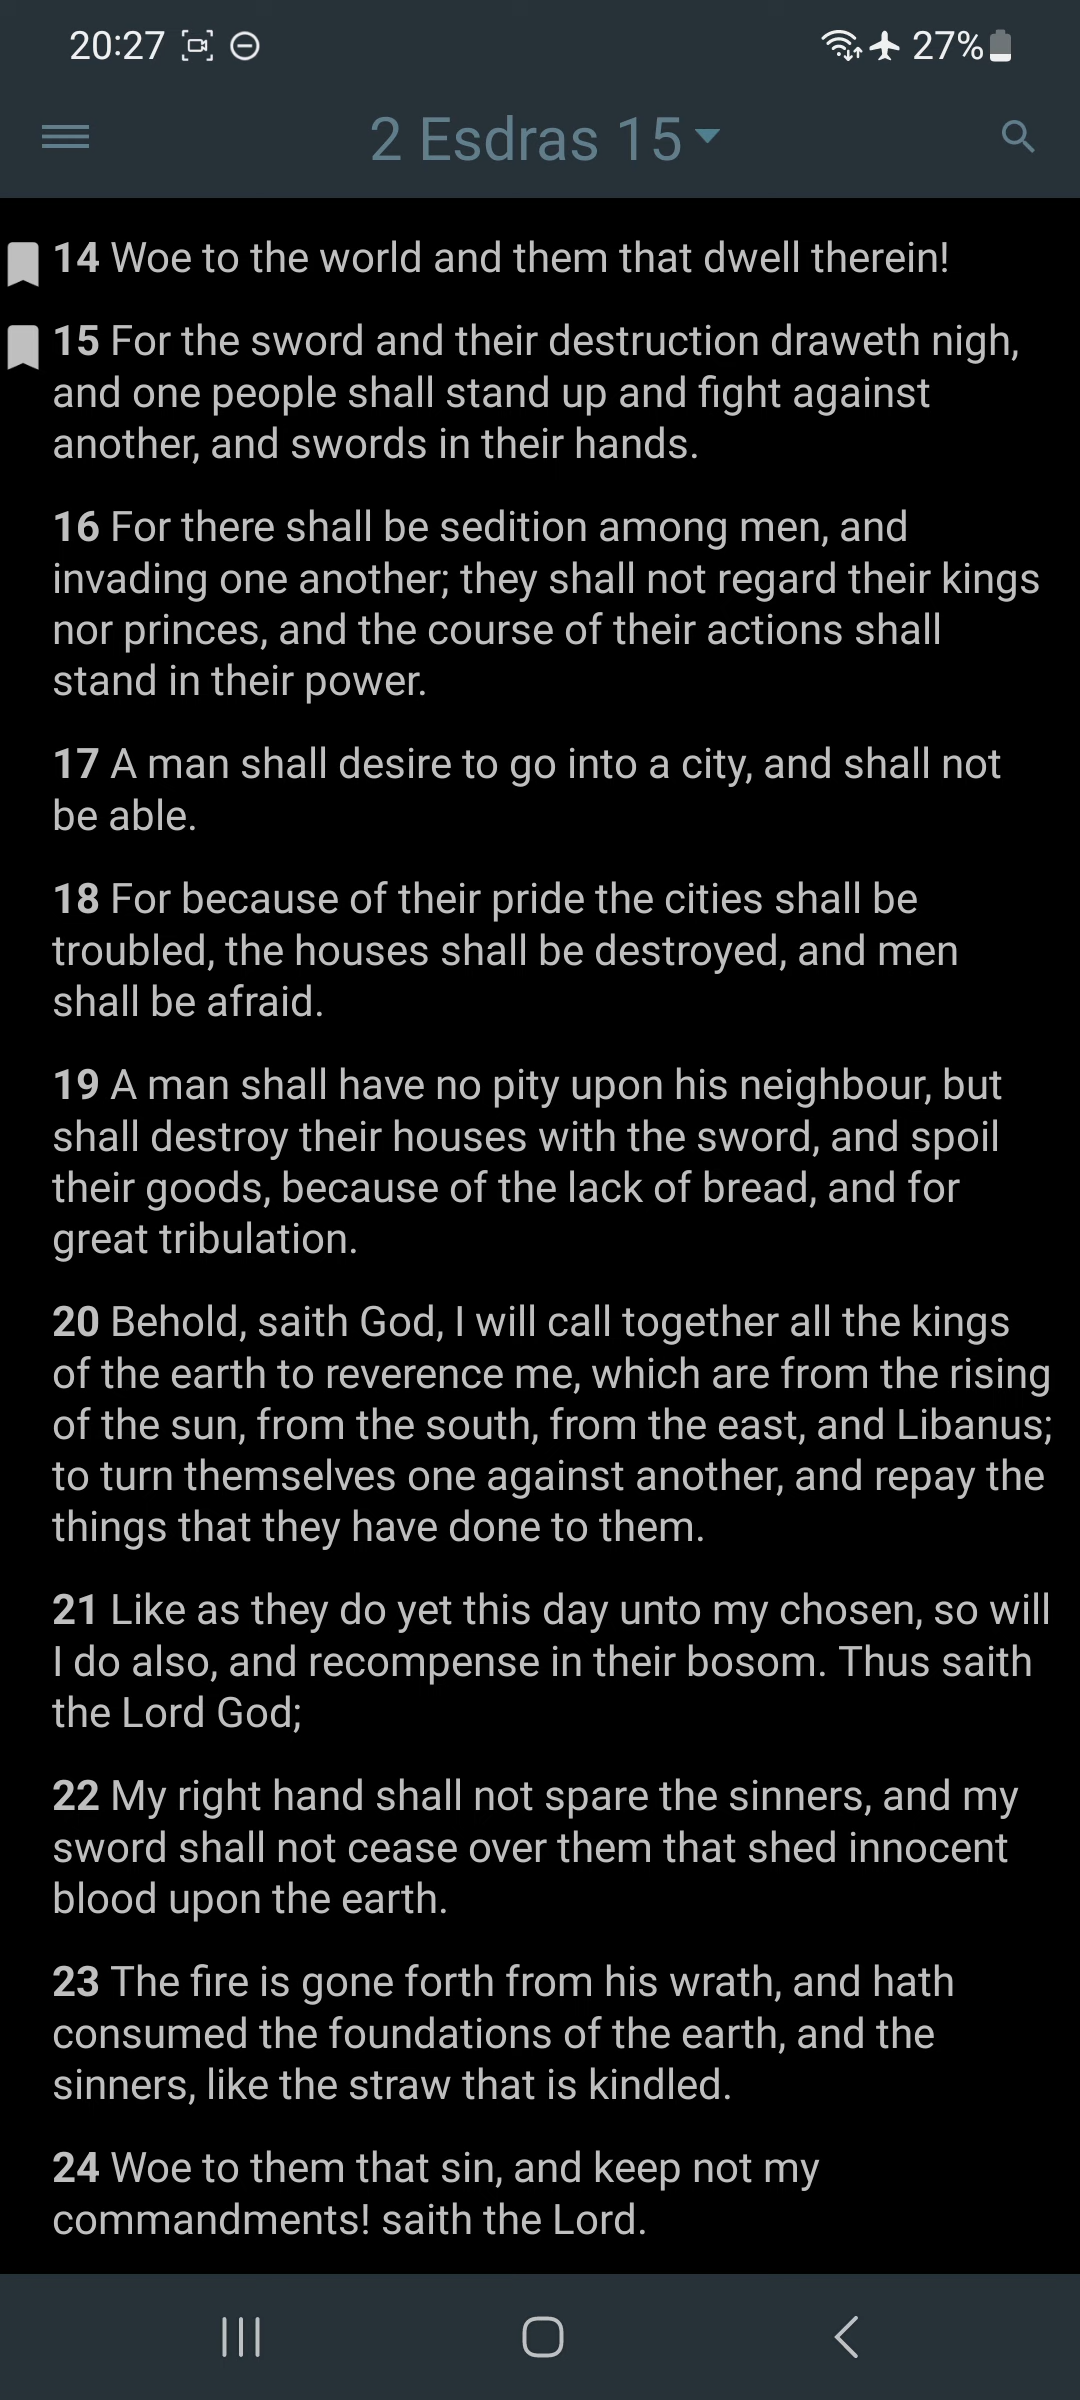 20:27 27%
2 Esdras 15
14 Woe to the world and them that dwell therein!
15 For the sword and their destruction draweth nigh,
and one people shall stand up and fight against
another, and swords in their hands.
16 For there shall be sedition among men, and
invading one another; they shall not regard their kings
nor princes, and the course of their actions shall
stand in their power.
17 A man shall desire to go into a city, and shall not
be able.
18 For because of their pride the cities shall be
troubled, the houses shall be destroyed, and men
shall be afraid.
19 A man shall have no pity upon his neighbour, but
shall destroy their houses with the sword, and spoil
their goods, because of the lack of bread, and for
great tribulation.
20 Behold, saith God, I will call together all the kings
of the earth to reverence me, which are from the rising
of the sun, from the south, from the east, and Libanus;
to turn themselves one against another, and repay the
things that they have done to them.
21 Like as they do yet this day unto my chosen, so will
I do also, and recompense in their bosom. Thus saith
the Lord God;
22 My right hand shall not spare the sinners, and my
sword shall not cease over them that shed innocent
blood upon the earth.
23 The fire is gone forth from his wrath, and hath
consumed the foundations of the earth, and the
sinners, like the straw that is kindled.
24 Woe to them that sin, and keep not my
commandments! saith the Lord.